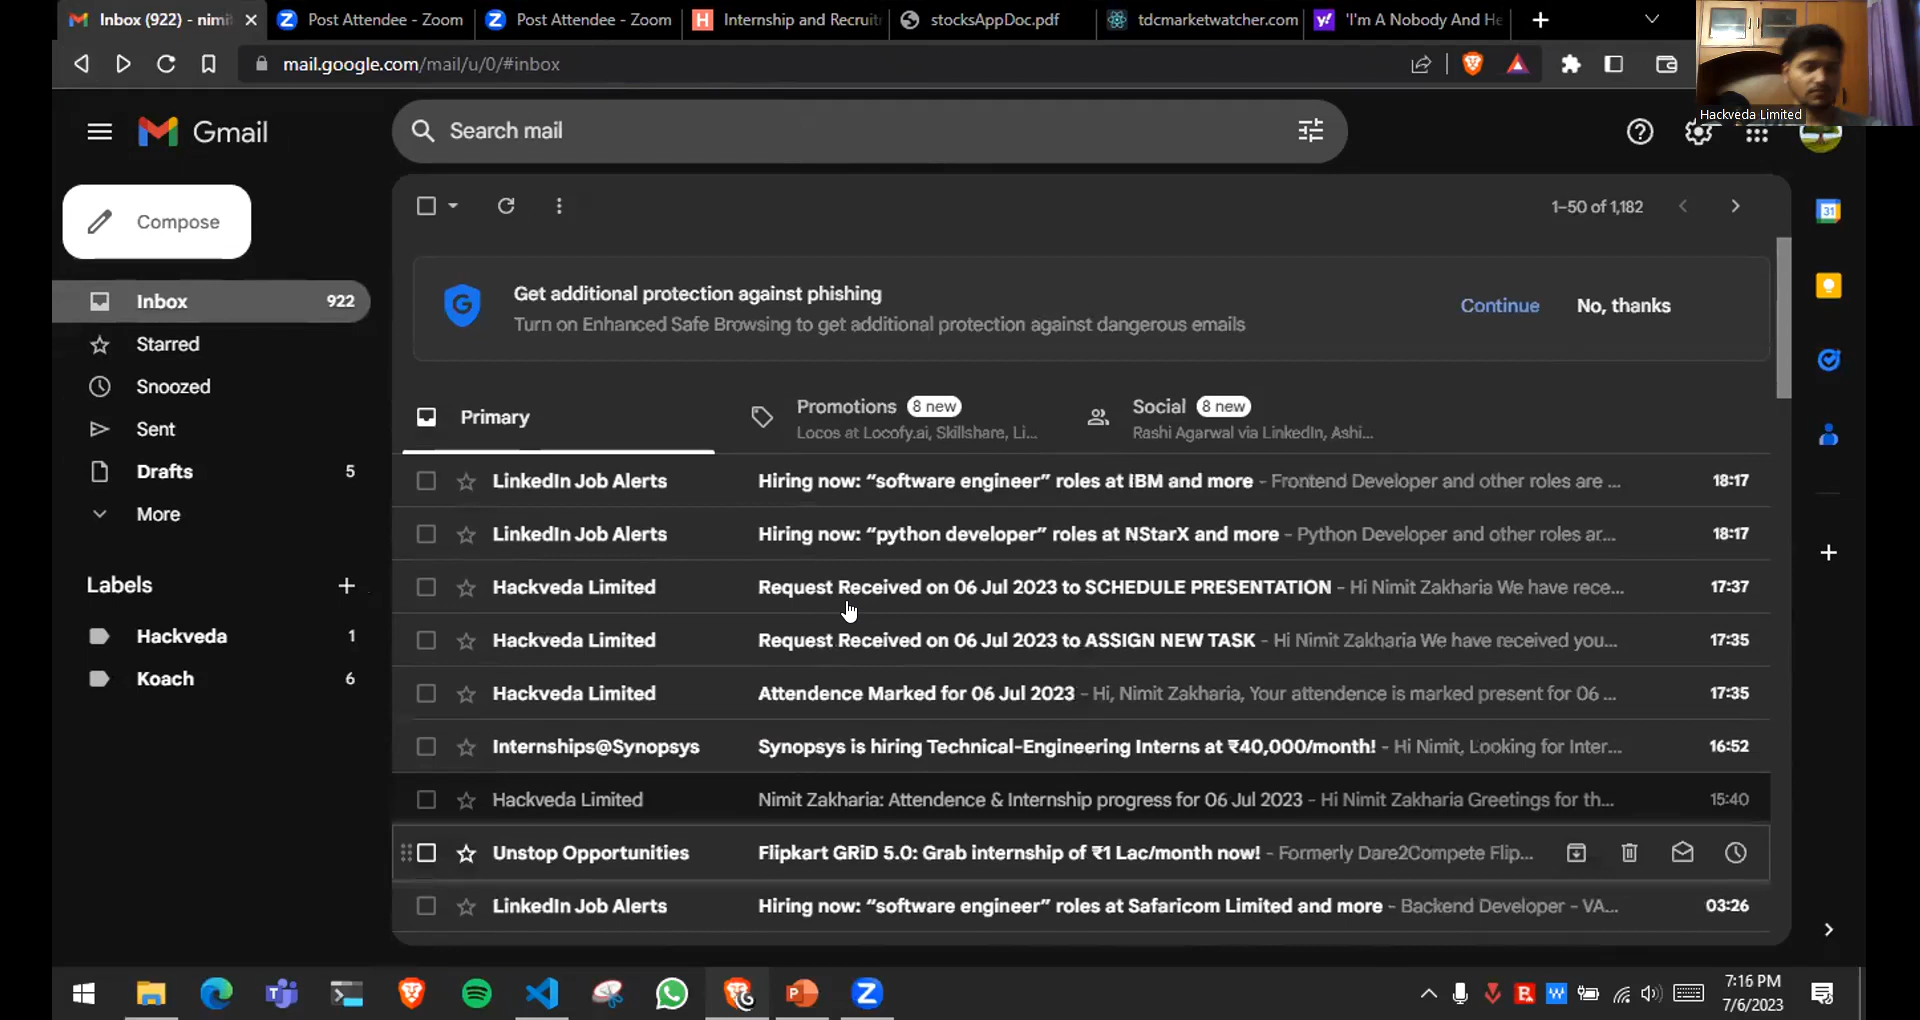 Inbox (922) - nimit
Post Attendee - Zoom
Post Attendee - Zoom
Internship and Recruit
stocksAppDoc.pdf
tdcmarketwatcher.com
'I'm A Nobody And He
mail.google.com/mail/u/0/#inbox
Hackveda Limited
Gmail
Search mail
Compose
1–50 of 1,182
31
Get additional protection against phishing
Turn on Enhanced Safe Browsing to get additional protection against dangerous emails
Continue
No, thanks
Inbox 922
Starred
Snoozed
Sent
Drafts 5
More
Labels
Hackveda 1
Koach 6
Primary
Promotions 8 new
Locos at Locofy.ai, Skillshare, Li...
Social 8 new
Rashi Agarwal via LinkedIn, Ashi...
LinkedIn Job Alerts Hiring now: “software engineer” roles at IBM and more - Frontend Developer and other roles are ... 18:17
LinkedIn Job Alerts Hiring now: “python developer” roles at NStarX and more - Python Developer and other roles ar... 18:17
Hackveda Limited Request Received on 06 Jul 2023 to SCHEDULE PRESENTATION - Hi Nimit Zakharia We have rece... 17:37
Hackveda Limited Request Received on 06 Jul 2023 to ASSIGN NEW TASK - Hi Nimit Zakharia We have received you... 17:35
Hackveda Limited Attendence Marked for 06 Jul 2023 - Hi, Nimit Zakharia, Your attendence is marked present for 06 ... 17:35
Internships@Synopsys Synopsys is hiring Technical-Engineering Interns at ₹40,000/month! - Hi Nimit, Looking for Inter... 16:52
Hackveda Limited Nimit Zakharia: Attendence & Internship progress for 06 Jul 2023 - Hi Nimit Zakharia Greetings for th... 15:40
Unstop Opportunities Flipkart GRiD 5.0: Grab internship of ₹1 Lac/month now! - Formerly Dare2Compete Flip...
LinkedIn Job Alerts Hiring now: “software engineer” roles at Safaricom Limited and more - Backend Developer - VA... 03:26
7:16 PM
7/6/2023